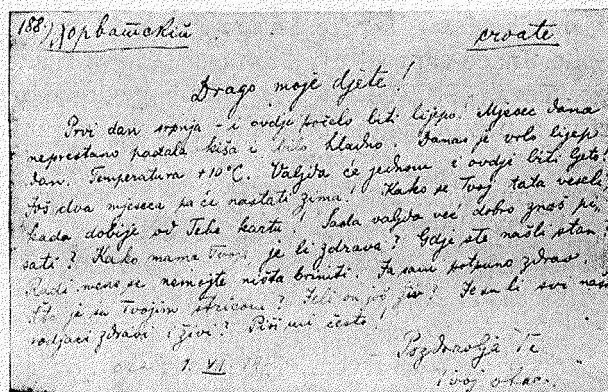 188. Хорватскій croate
Drago moje djete!
Prvi dan srpnja - i ovdje počelo biti lijepo! Mjesec dana
neprestano padala kiša i bilo hladno. Danas je vrlo lijep
dan. Temperatura +10°C. Valjda će jednom i ovdje biti ljeto!
Još dva mjeseca pa će nastati zima! Kako se Tvoj tata veseli
kada dobije od Tebe kartu! Sada valjda već dobro znaš pi-
sati? Kako mama Tvoja je li zdrava? Gdje ste našli stan?
Radi mene se nemojte ništa briniti. Ja sam potpuno zdrav.
Što je sa Tvojim stricom? Jeli on još živ? Jesu li svi naši
rodjaci zdravi i živi? Piši mi često!
1. VI
Pozdravlja Te
Tvoj otac.